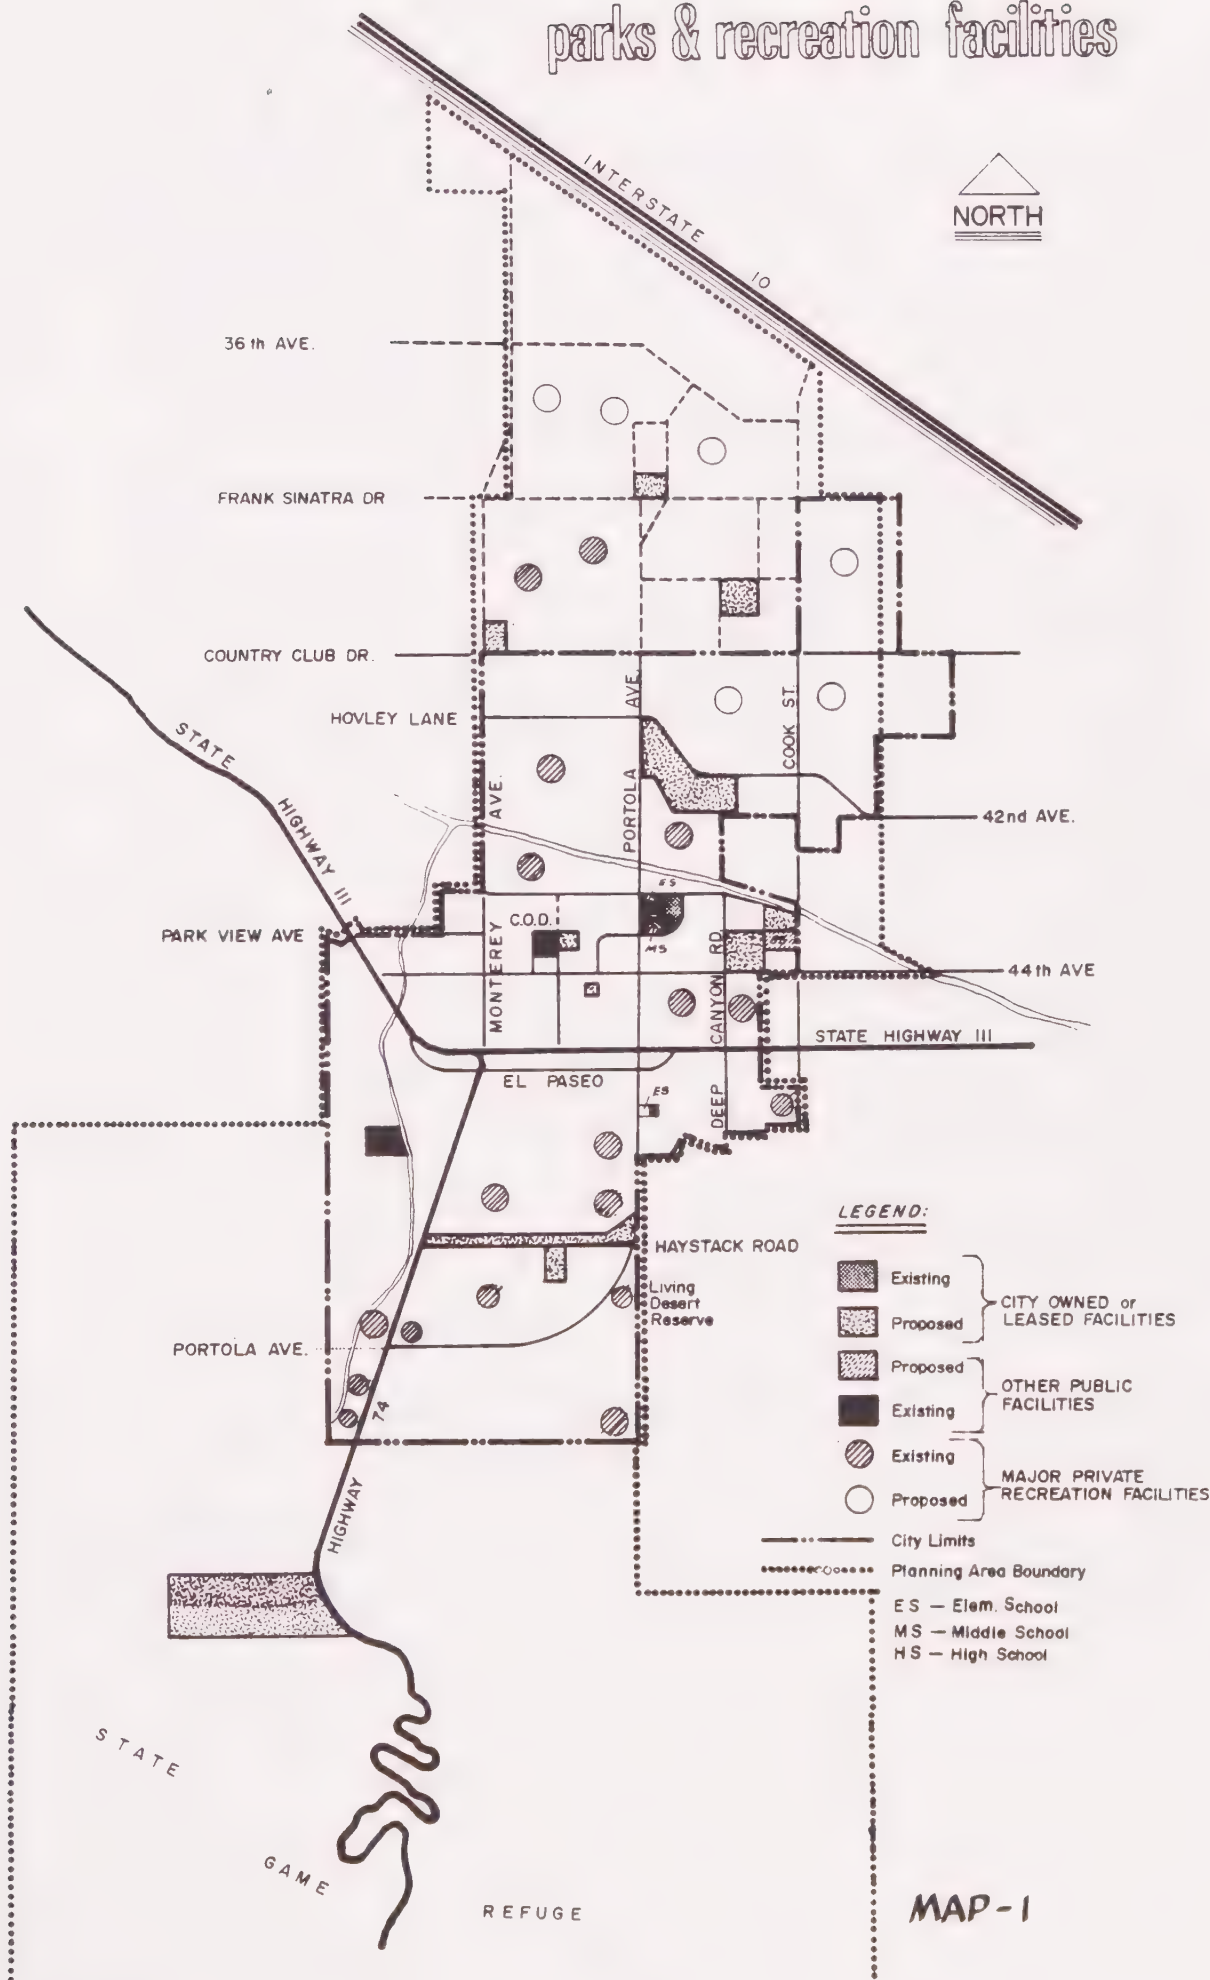 parks & recreation facilities
INTERSTATE 10
NORTH
36th AVE.
FRANK SINATRA DR
COUNTRY CLUB DR.
HOVLEY LANE
STATE HIGHWAY III
PORTOLA AVE.
COOK ST.
MONTEREY AVE.
42nd AVE.
ES
C.O.D.
PARK VIEW AVE
MS
44th AVE
DEEP CANYON RD
STATE HIGHWAY III
EL PASEO
ES
LEGEND:
HAYSTACK ROAD
Living
Desert
Reserve
PORTOLA AVE.
HIGHWAY 74
Existing
Proposed
CITY OWNED or
LEASED FACILITIES
Proposed
Existing
OTHER PUBLIC
FACILITIES
Existing
Proposed
MAJOR PRIVATE
RECREATION FACILITIES
City Limits
Planning Area Boundary
ES — Elem. School
MS — Middle School
HS — High School
STATE
GAME
REFUGE
MAP-1